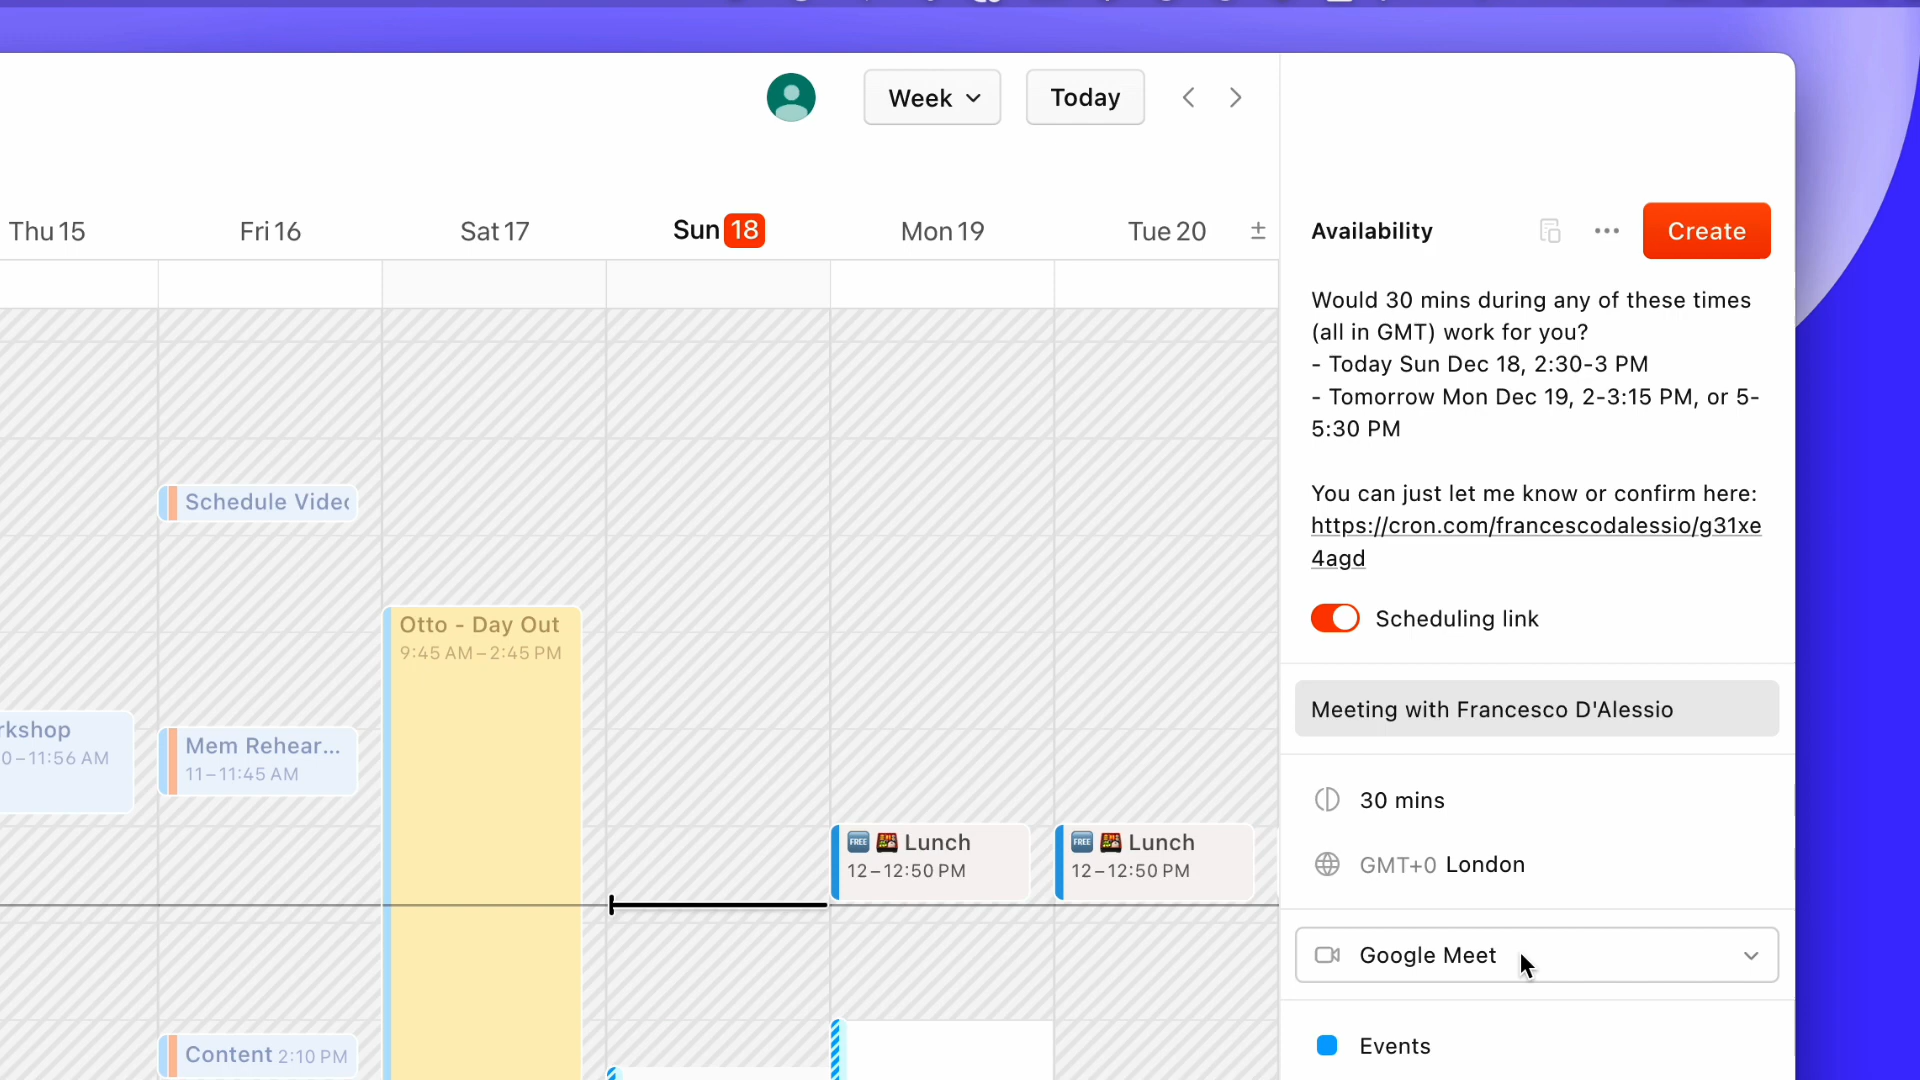 Week
Today
Thu 15
Fri 16
Sat 17
Sun 18
Mon 19
Tue 20
±
Availability
Create
Would 30 mins during any of these times
(all in GMT) work for you?
- Today Sun Dec 18, 2:30-3 PM
- Tomorrow Mon Dec 19, 2-3:15 PM, or 5-
5:30 PM
You can just let me know or confirm here:
https://cron.com/francescodalessio/g31xe
4agd
Scheduling link
Meeting with Francesco D'Alessio
30 mins
GMT+0 London
Google Meet
Events
Schedule Videc
Otto - Day Out
9:45 AM – 2:45 PM
rkshop
0 – 11:56 AM
Mem Rehear...
11 – 11:45 AM
FREE Lunch
12 – 12:50 PM
FREE Lunch
12 – 12:50 PM
Content 2:10 PM